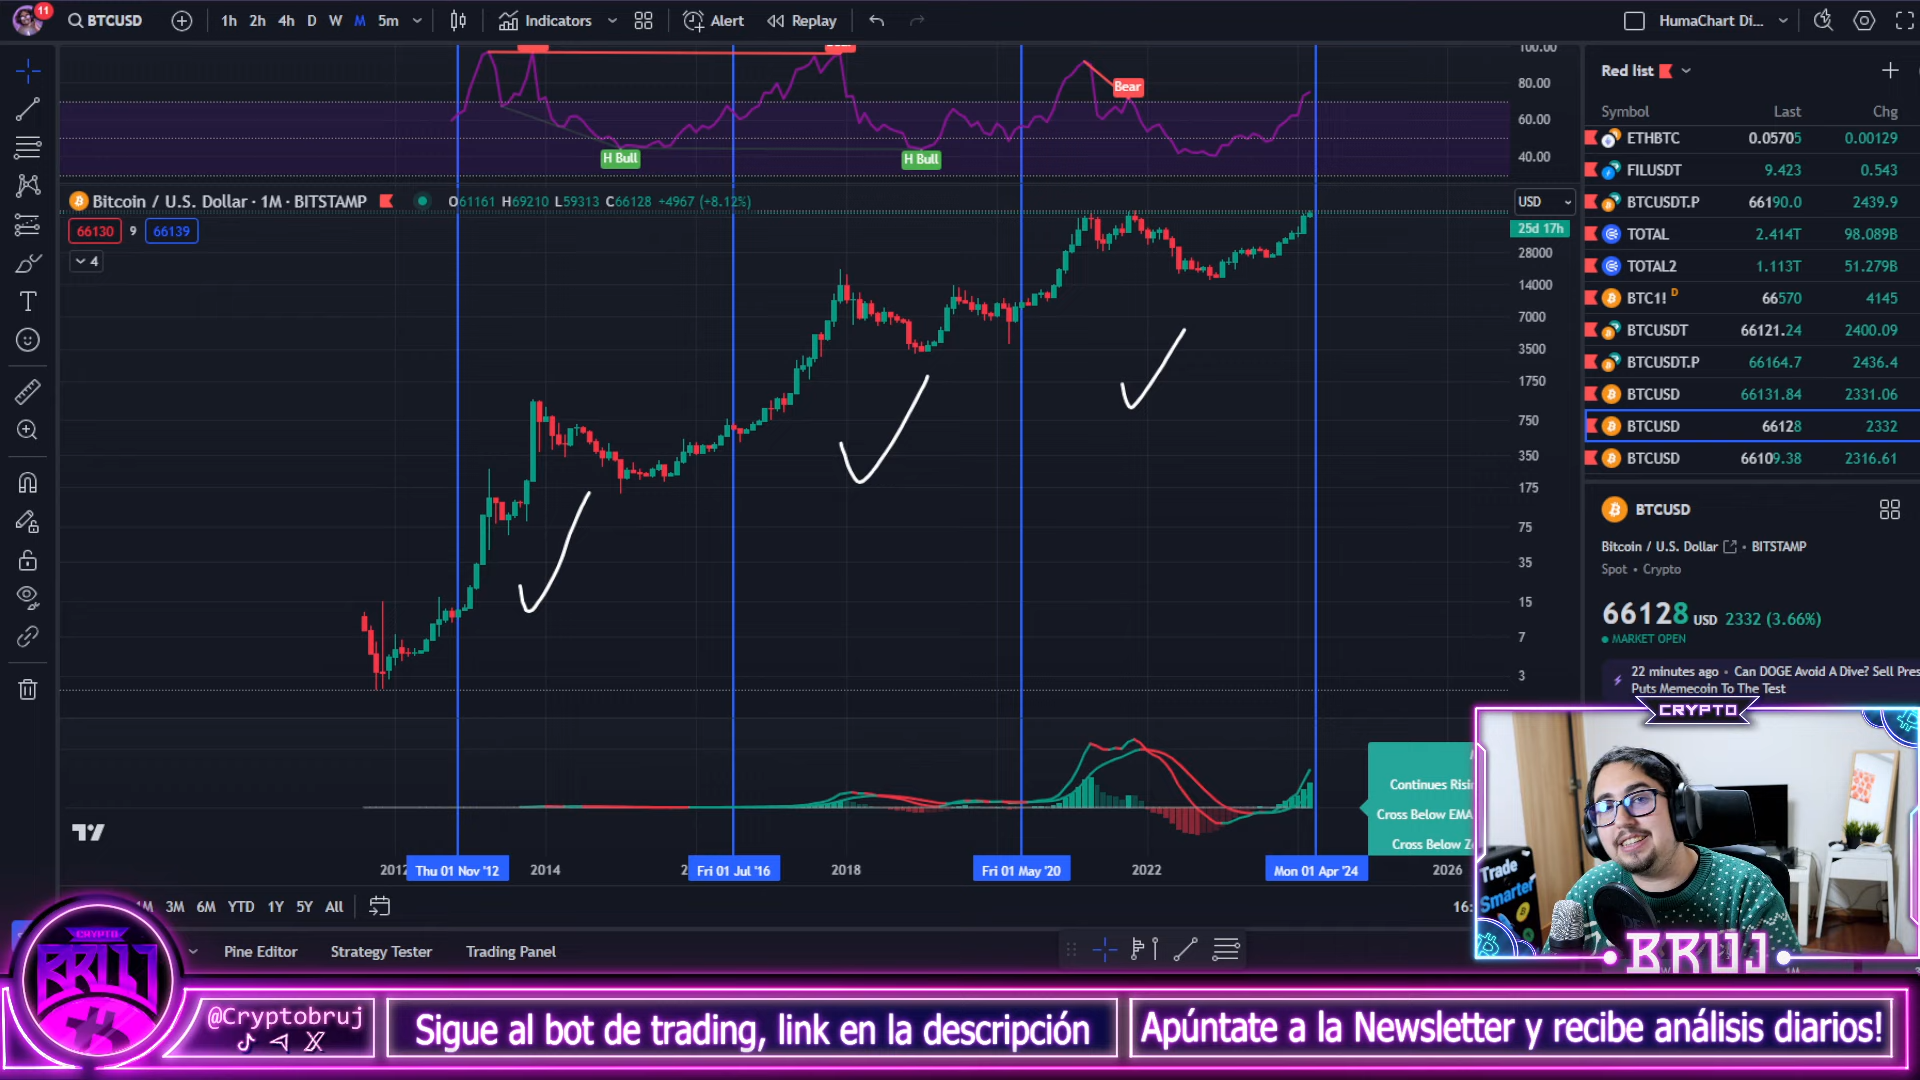 11
BTCUSD
1h 2h 4h D W M 5m
Indicators
Alert
Replay
HumaChart Di...
100.00
80.00
60.00
40.00
Bear
H Bull
H Bull
Bitcoin / U.S. Dollar · 1M · BITSTAMP
O61161 H69210 L59313 C66128 +4967 (+8.12%)
66130 9 66139
4
USD
25d 17h
28000
14000
7000
3500
1750
750
350
175
75
35
15
7
3
Continues Risi
Cross Below EMA
Cross Below Z
2012
Thu 01 Nov '12
2014
Fri 01 Jul '16
2018
Fri 01 May '20
2022
Mon 01 Apr '24
2026
3M 6M YTD 1Y 5Y All
16:
Pine Editor
Strategy Tester
Trading Panel
Red list
Symbol Last Chg
ETHBTC 0.05705 0.00129
FILUSDT 9.423 0.543
BTCUSDT.P 66190.0 2439.9
TOTAL 2.414T 98.089B
TOTAL2 1.113T 51.279B
BTC1! D 66570 4145
BTCUSDT 66121.24 2400.09
BTCUSDT.P 66164.7 2436.4
BTCUSD 66131.84 2331.06
BTCUSD 66128 2332
BTCUSD 66109.38 2316.61
BTCUSD
Bitcoin / U.S. Dollar • BITSTAMP
Spot • Crypto
66128 USD 2332 (3.66%)
MARKET OPEN
22 minutes ago • Can DOGE Avoid A Dive? Sell Pres
Puts Memecoin To The Test
CRYPTO
Trade
Smarter
BRUJ
CRYPTO
BRUJ
@Cryptobruj
Sigue al bot de trading, link en la descripción
Apúntate a la Newsletter y recibe análisis diarios!